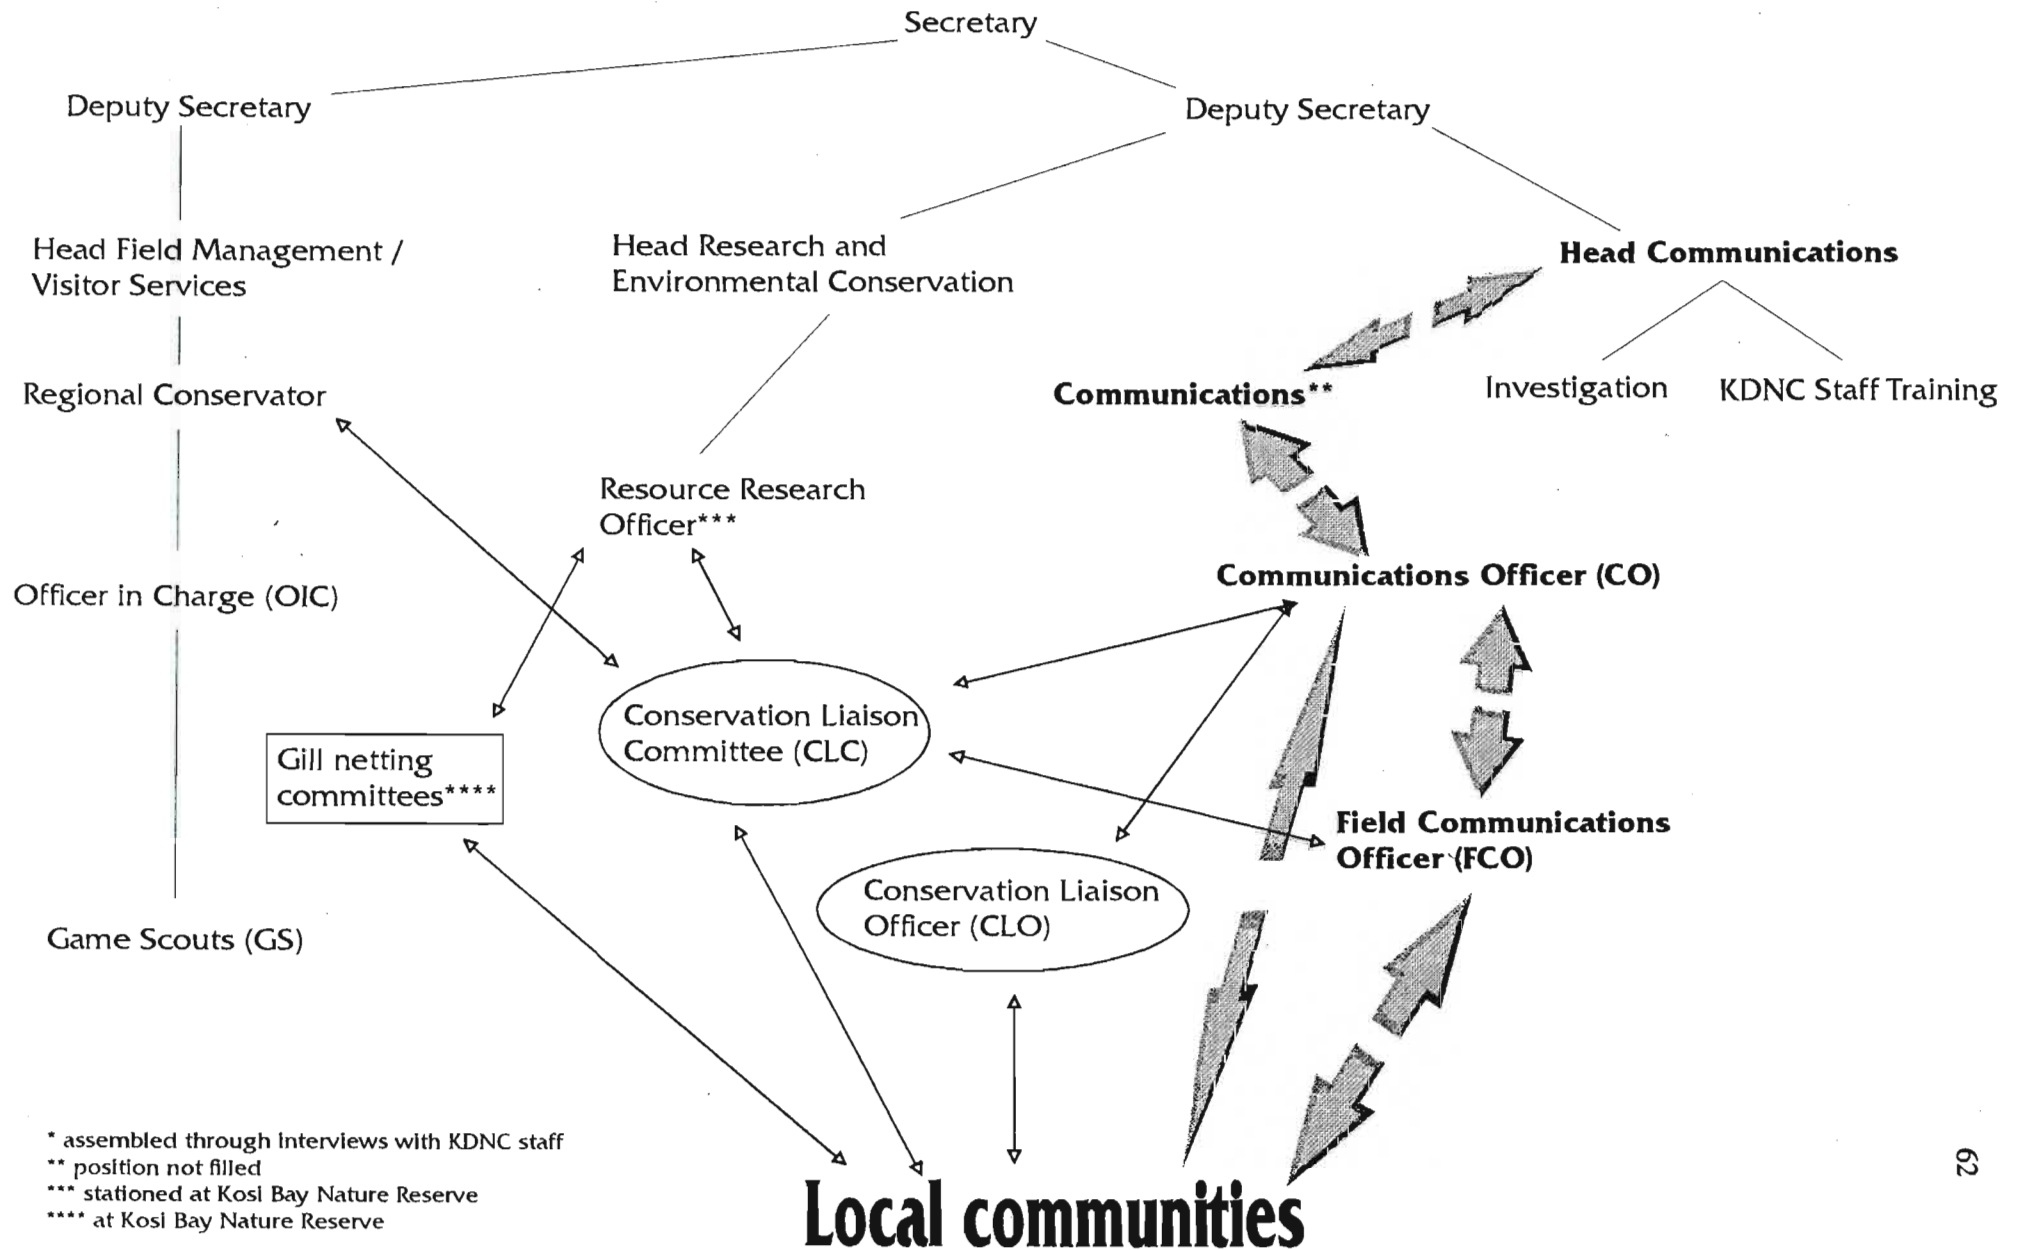 Secretary
Deputy Secretary
Deputy Secretary
Head Field Management /
Visitor Services
Head Research and
Environmental Conservation
Head Communications
Regional Conservator
Communications**
Investigation
KDNC Staff Training
Resource Research
Officer***
Officer in Charge (OIC)
Communications Officer (CO)
Conservation Liaison
Committee (CLC)
Gill netting
committees****
Field Communications
Officer (FCO)
Conservation Liaison
Officer (CLO)
Game Scouts (GS)
* assembled through interviews with KDNC staff
** position not filled
*** stationed at Kosi Bay Nature Reserve
**** at Kosi Bay Nature Reserve
Local communities
62